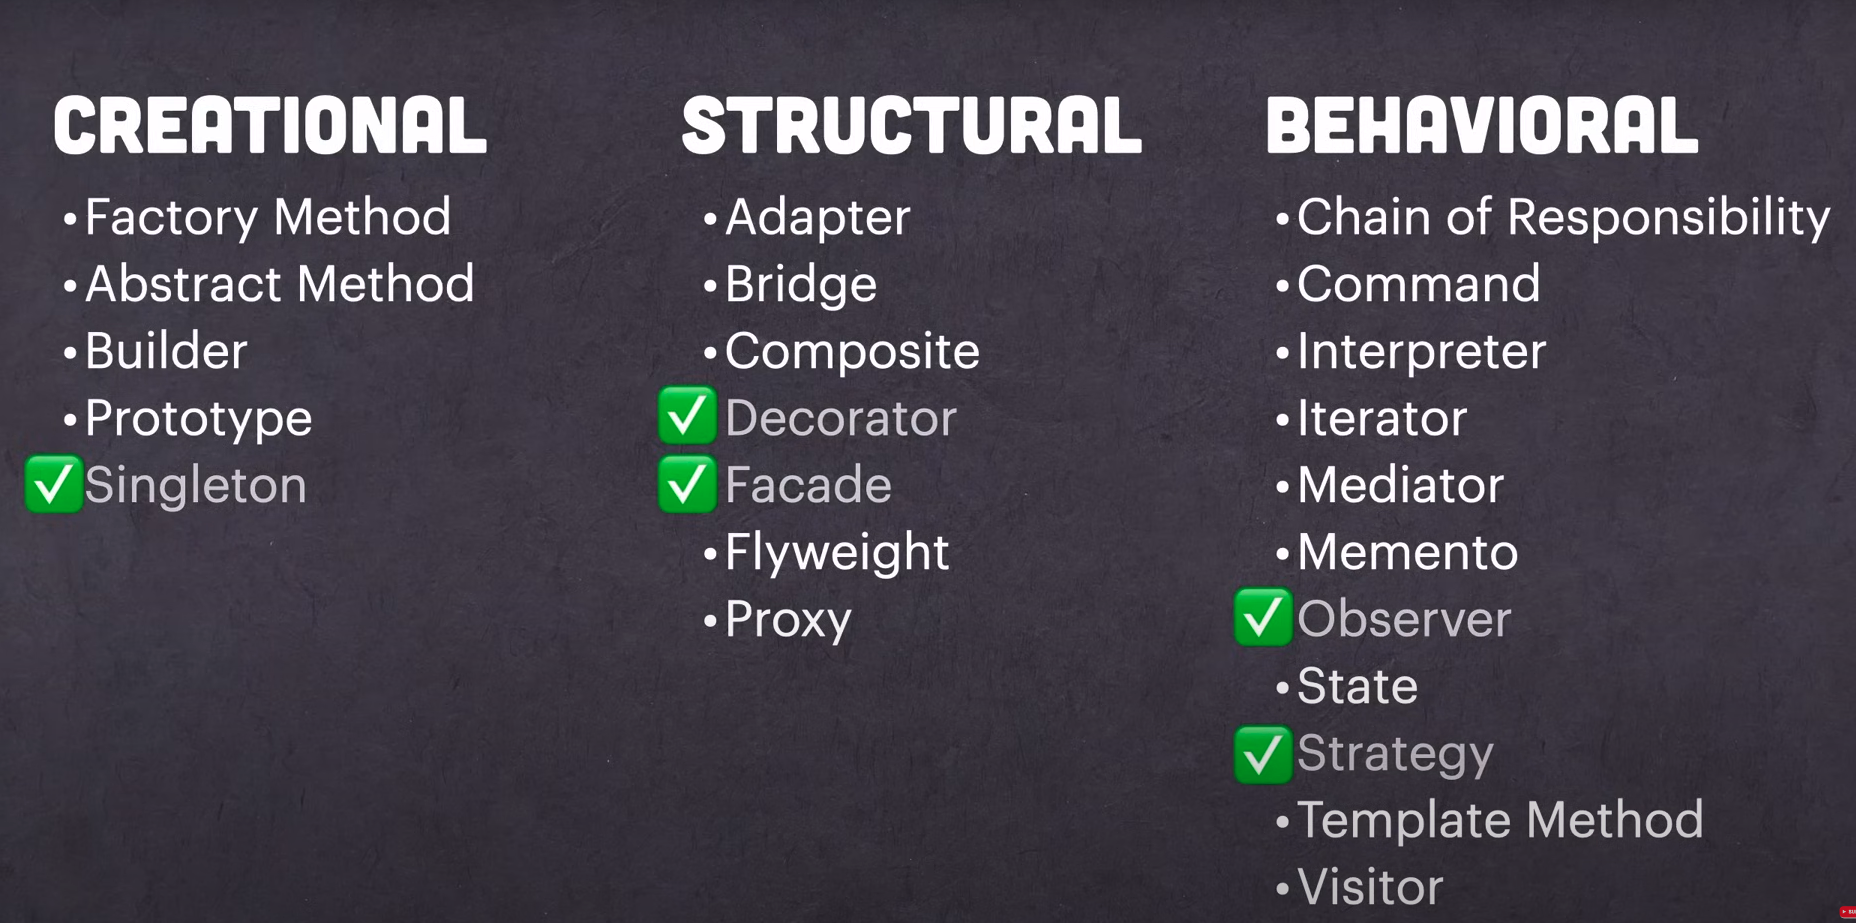 CREATIONAL
• Factory Method
• Abstract Method
• Builder
• Prototype
✅ Singleton
STRUCTURAL
• Adapter
• Bridge
• Composite
✅ Decorator
✅ Facade
• Flyweight
• Proxy
BEHAVIORAL
• Chain of Responsibility
• Command
• Interpreter
• Iterator
• Mediator
• Memento
✅ Observer
• State
✅ Strategy
• Template Method
• Visitor